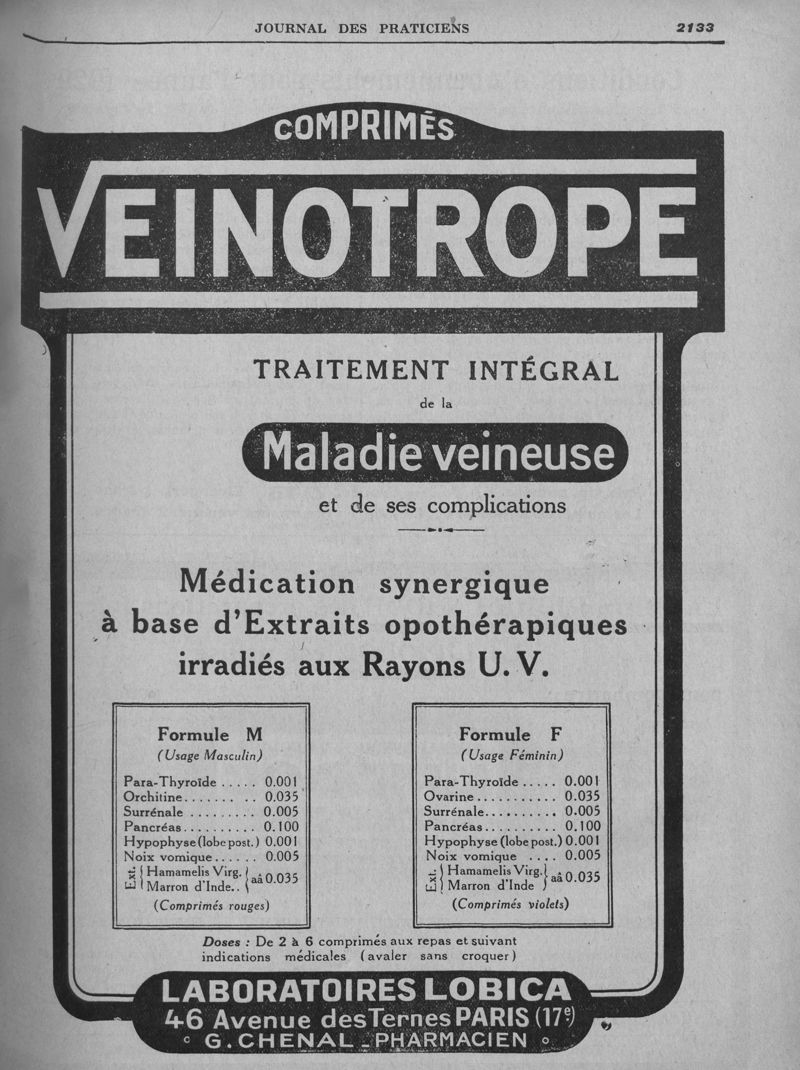 JOURNAL DES PRATICIENS 2133
COMPRIMÉS
VEINOTROPE
TRAITEMENT INTÉGRAL
de la
Maladie veineuse
et de ses complications
Médication synergique
à base d'Extraits opothérapiques
irradiés aux Rayons U. V.
Formule M
(Usage Masculin)
Para-Thyroïde ..... 0.001
Orchitine....... .. 0.035
Surrénale ......... 0.005
Pancréas.......... 0.100
Hypophyse (lobe post.) 0.001
Noix vomique...... 0.005
Ext. { Hamamelis Virg. } aâ 0.035
Marron d'Inde..
(Comprimés rouges)
Formule F
(Usage Féminin)
Para-Thyroïde ..... 0.001
Ovarine........... 0.035
Surrénale.......... 0.005
Pancréas.......... 0.100
Hypophyse (lobe post.) 0.001
Noix vomique .... 0.005
Ext. { Hamamelis Virg. } aâ 0.035
Marron d'Inde
(Comprimés violets)
Doses : De 2 à 6 comprimés aux repas et suivant
indications médicales (avaler sans croquer)
LABORATOIRES LOBICA
46 Avenue des Ternes PARIS (17e)
G. CHENAL _ PHARMACIEN